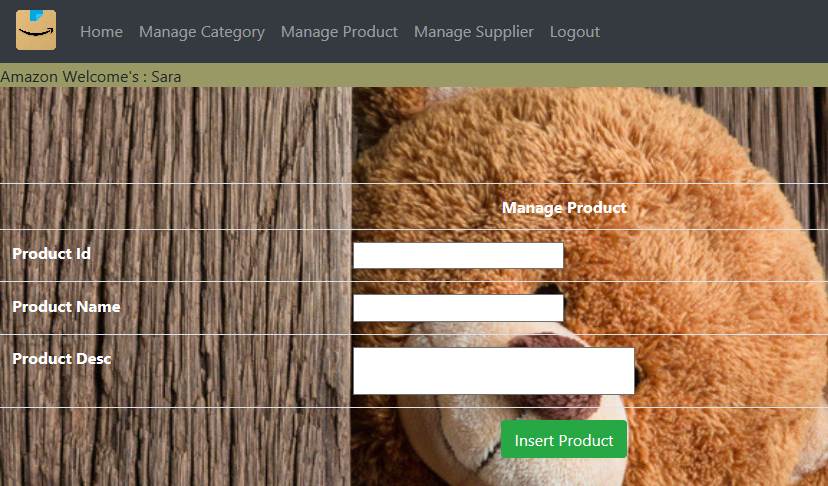 Home Manage Category Manage Product Manage Supplier Logout
Amazon Welcome's : Sara
Manage Product
Product Id
Product Name
Product Desc
Insert Product